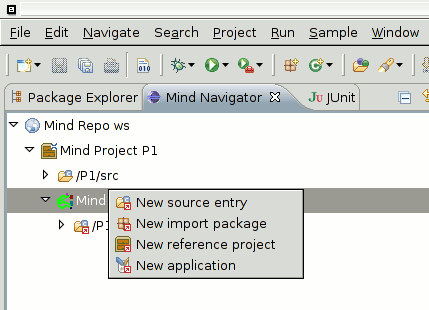 File Edit Navigate Search Project Run Sample Window
010
Package Explorer Mind Navigator JUnit
Mind Repo ws
Mind Project P1
/P1/src
Mind
/P1
New source entry
New import package
New reference project
New application